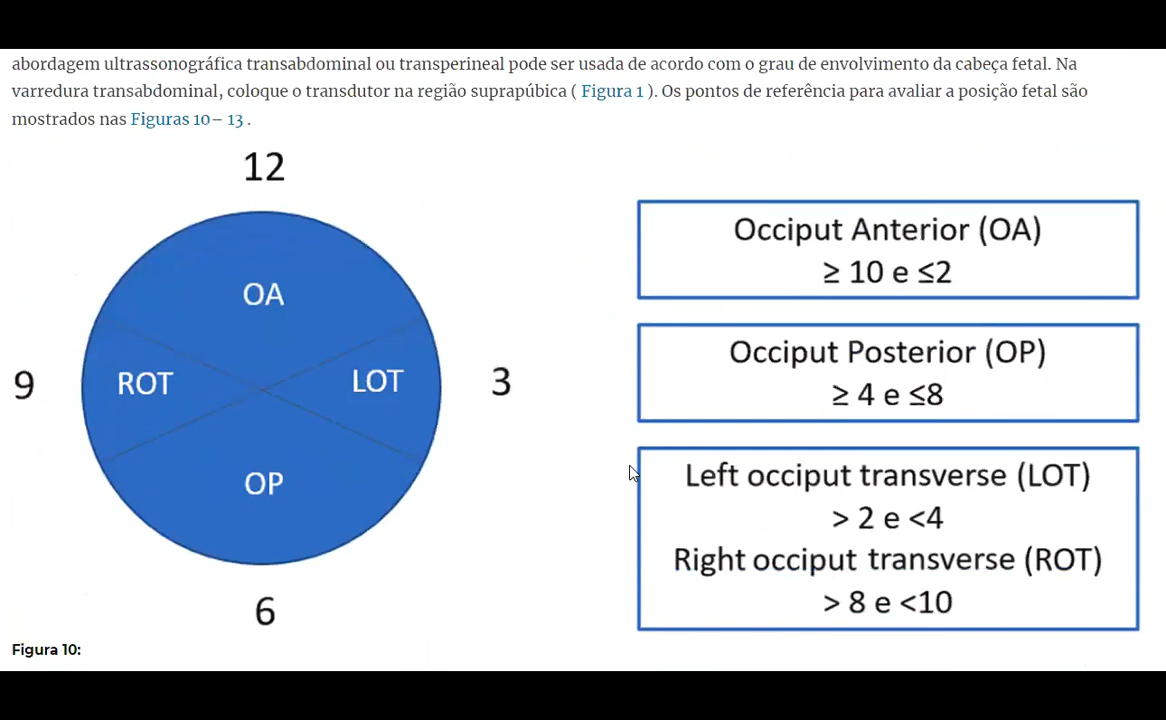 abordagem ultrassonográfica transabdominal ou transperineal pode ser usada de acordo com o grau de envolvimento da cabeça fetal. Na
varredura transabdominal, coloque o transdutor na região suprapúbica ( Figura 1 ). Os pontos de referência para avaliar a posição fetal são
mostrados nas Figuras 10– 13 .
12
OA
9
ROT
LOT
3
OP
6
Occiput Anterior (OA)
≥ 10 e ≤2
Occiput Posterior (OP)
≥ 4 e ≤8
Left occiput transverse (LOT)
> 2 e <4
Right occiput transverse (ROT)
> 8 e <10
Figura 10: